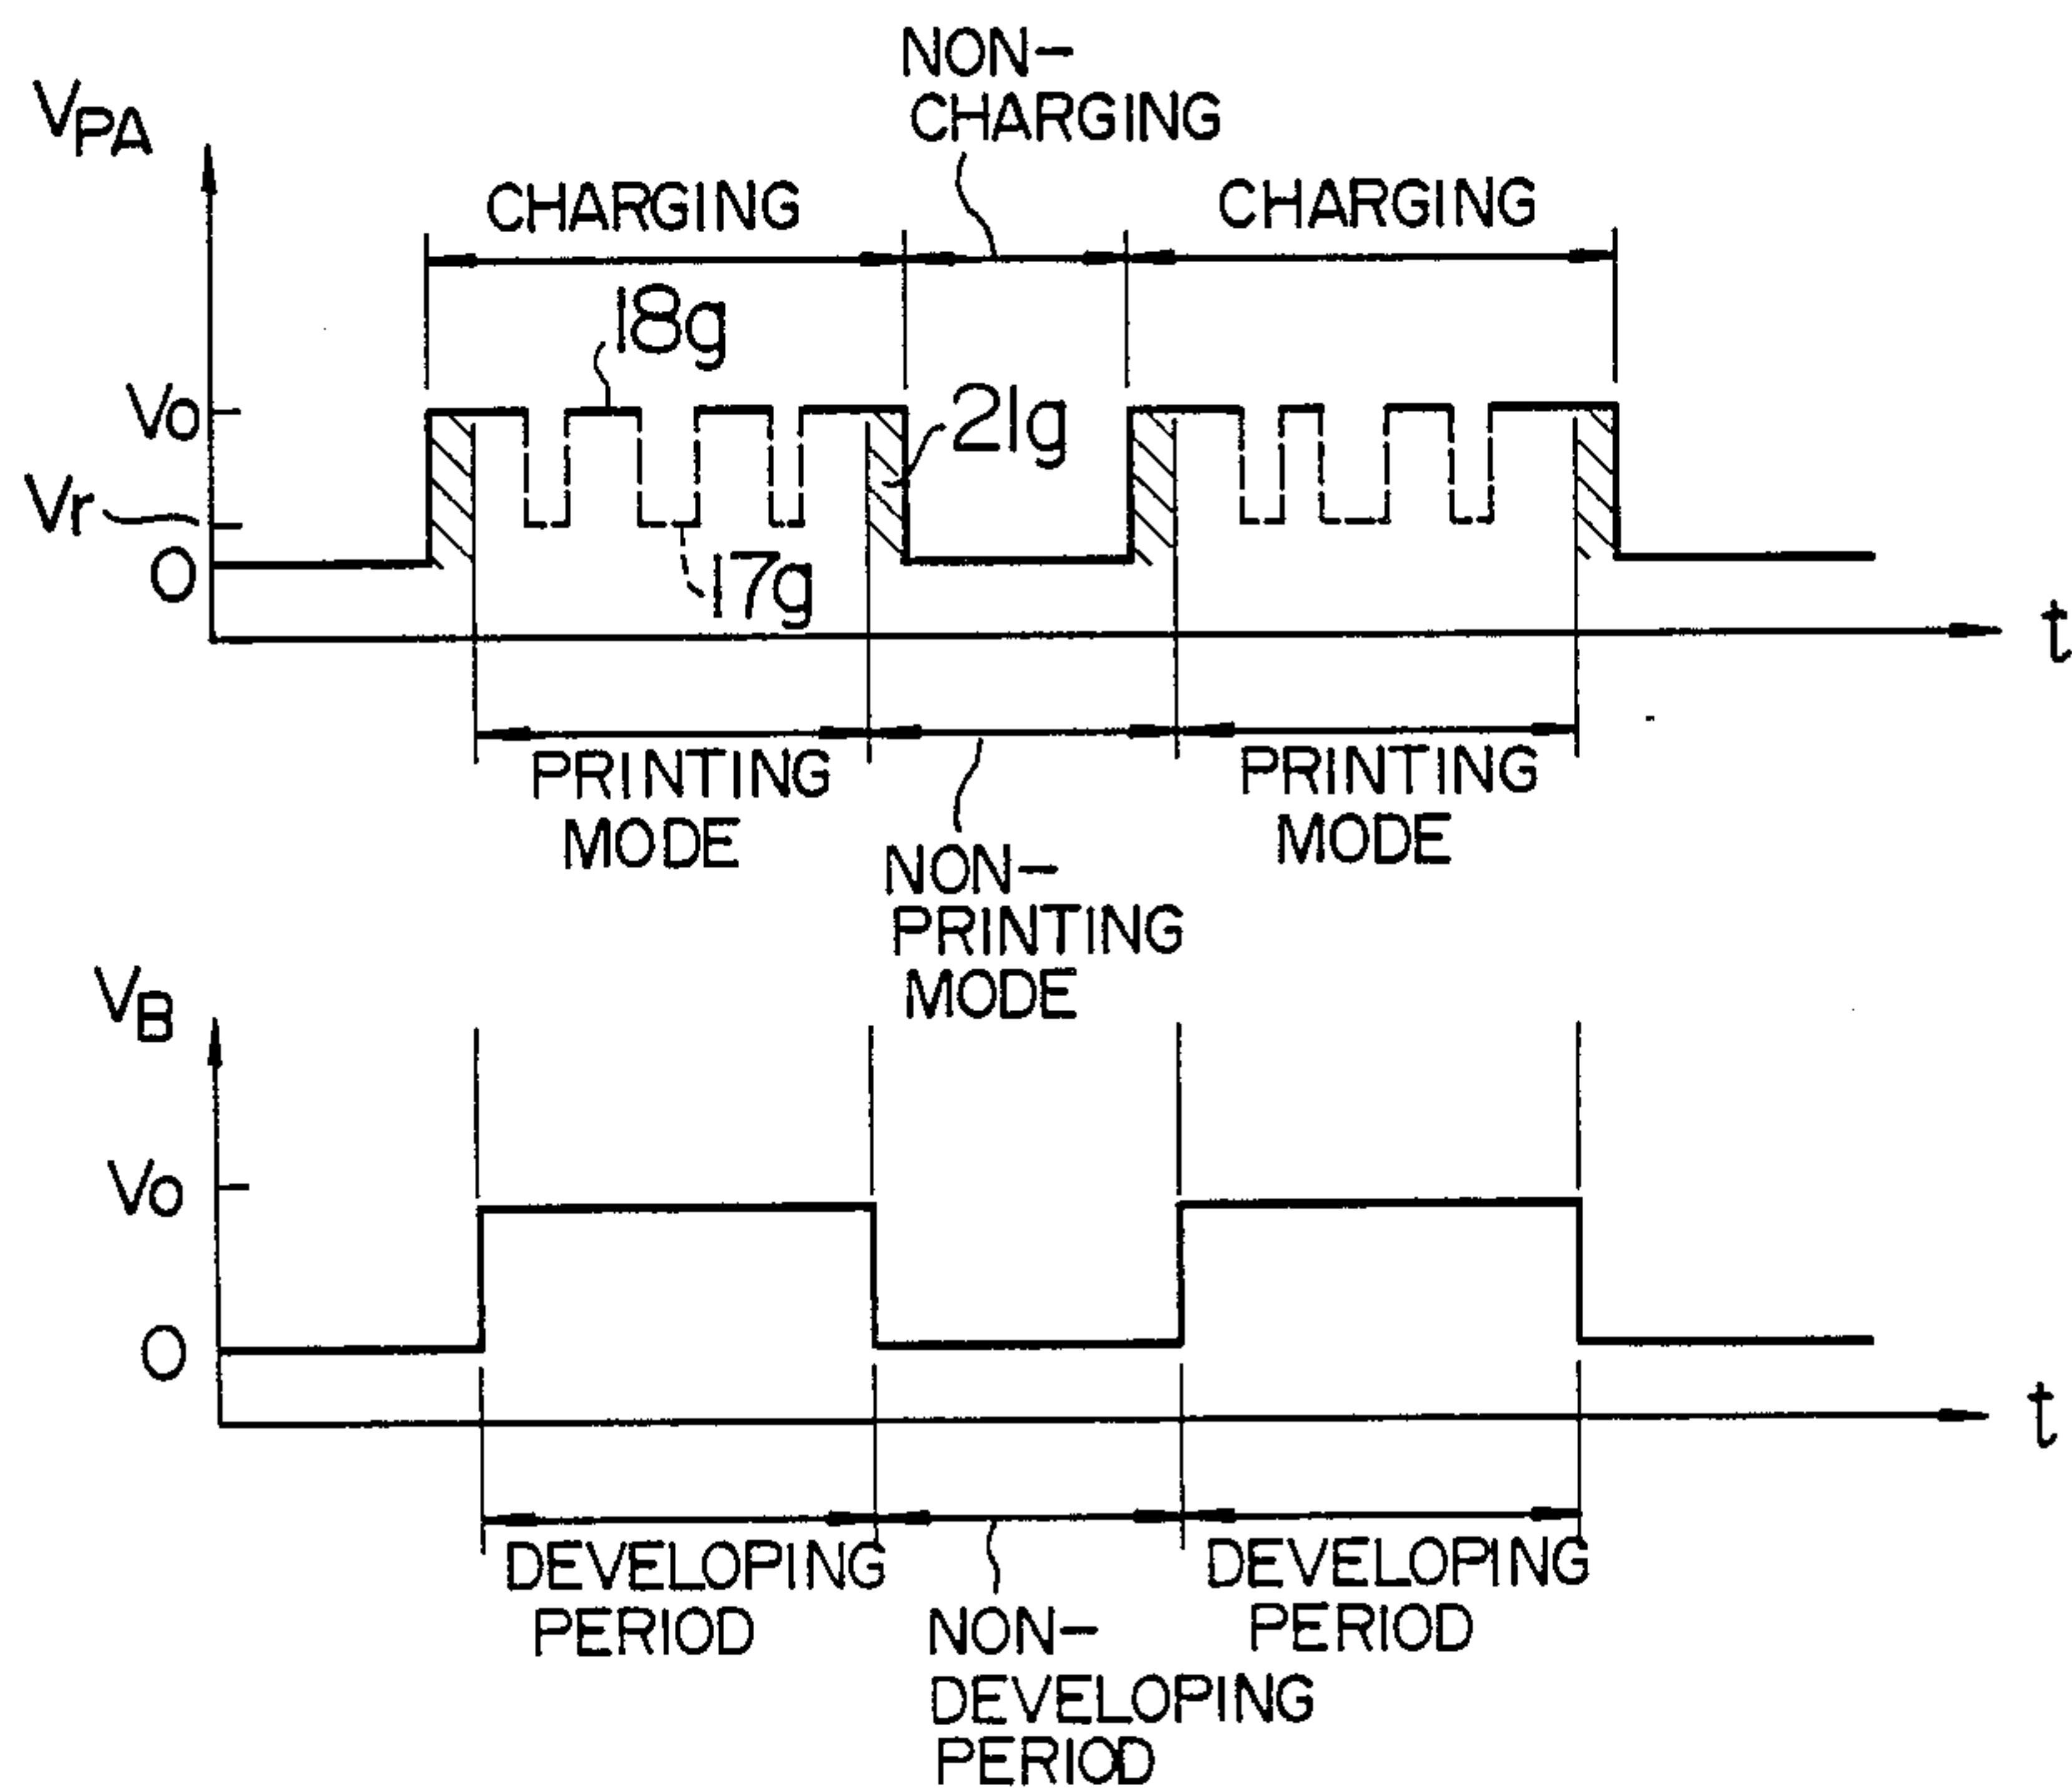 NON-
CHARGING
VPA
CHARGING
CHARGING
18g
Vo
21g
Vr
O
17g
t
PRINTING
MODE
PRINTING
MODE
NON-
PRINTING
MODE
VB
Vo
O
t
DEVELOPING
PERIOD
DEVELOPING
PERIOD
NON-
DEVELOPING
PERIOD